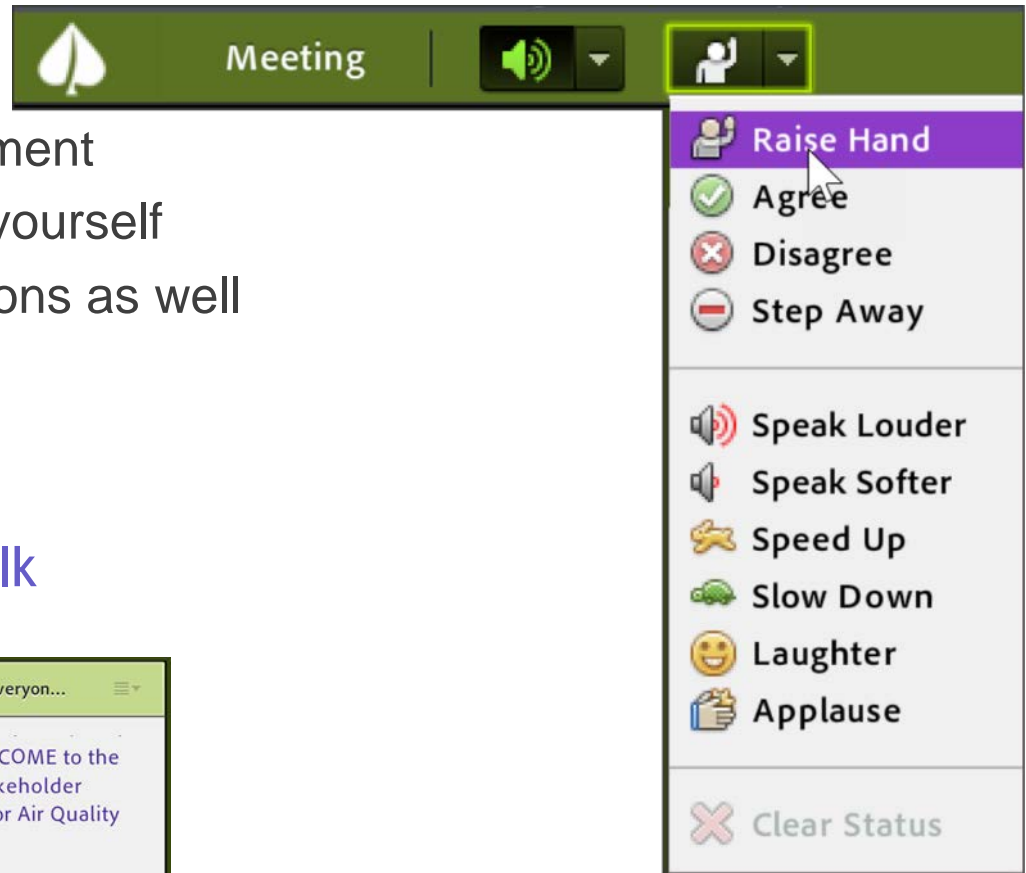 Meeting
ment
yourself
ons as well
lk
veryon...
COME to the
keholder
or Air Quality
Raise Hand
Agree
Disagree
Step Away
Speak Louder
Speak Softer
Speed Up
Slow Down
Laughter
Applause
Clear Status